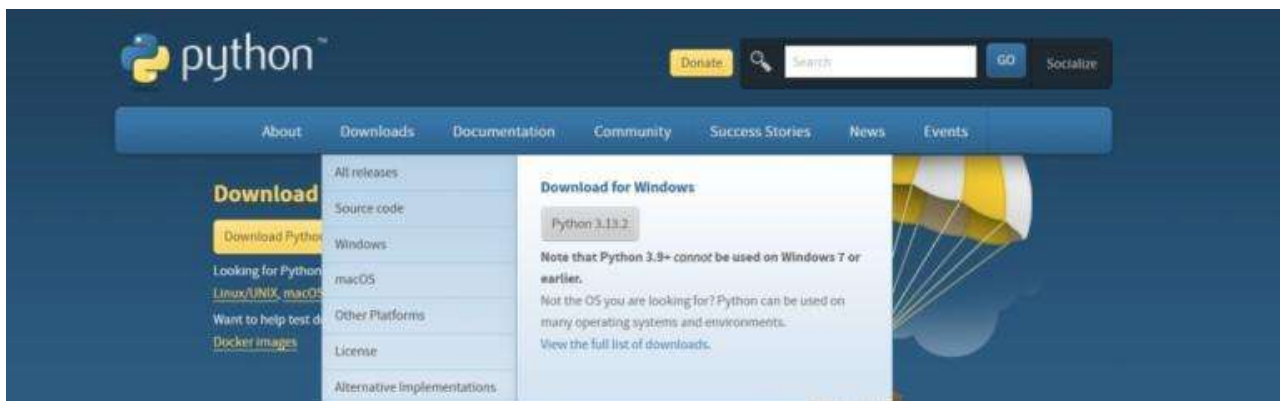 python™
Donate
Search
GO
Socialize
About Downloads Documentation Community Success Stories News Events
Download
Download Python
Looking for Python
Linux/UNIX, macOS
Want to help test d
Docker images
All releases
Source code
Windows
macOS
Other Platforms
License
Alternative Implementations
Download for Windows
Python 3.13.2
Note that Python 3.9+ cannot be used on Windows 7 or
earlier.
Not the OS you are looking for? Python can be used on
many operating systems and environments.
View the full list of downloads.